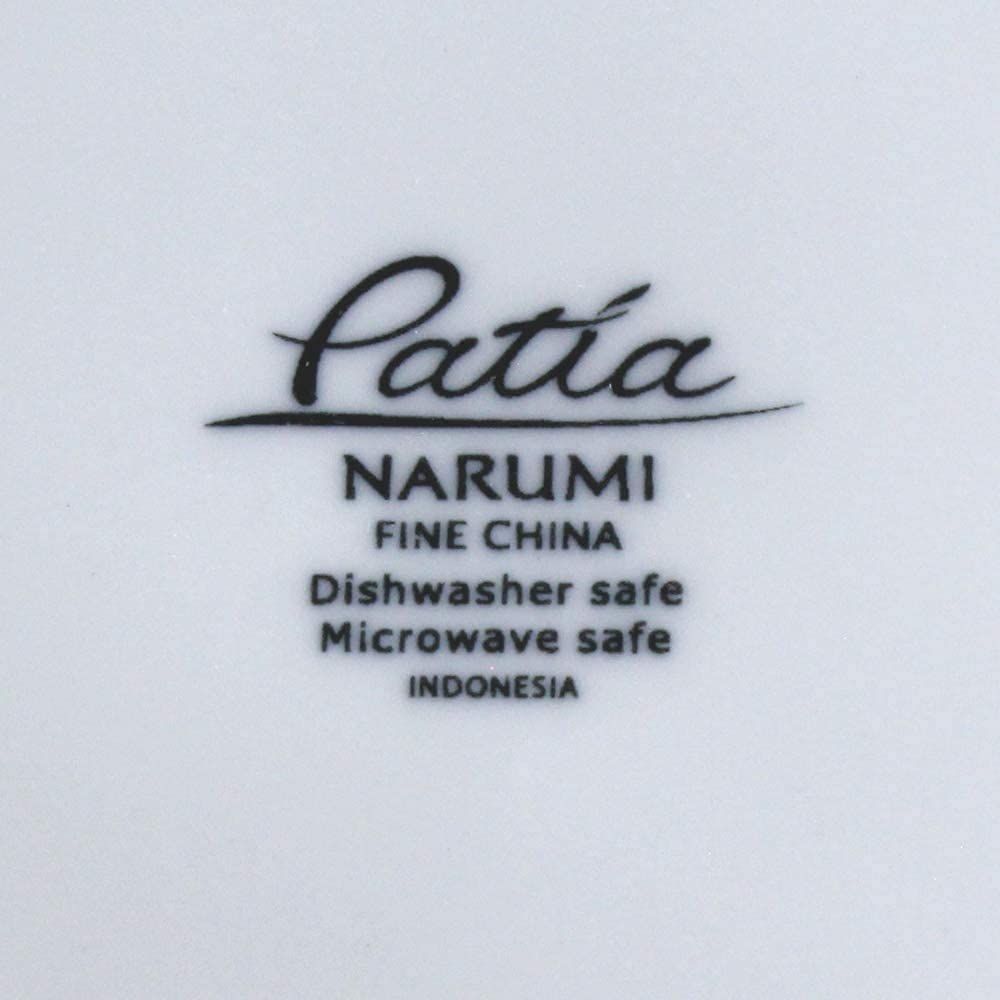 Patía
NARUMI
FINE CHINA
Dishwasher safe
Microwave safe
INDONESIA